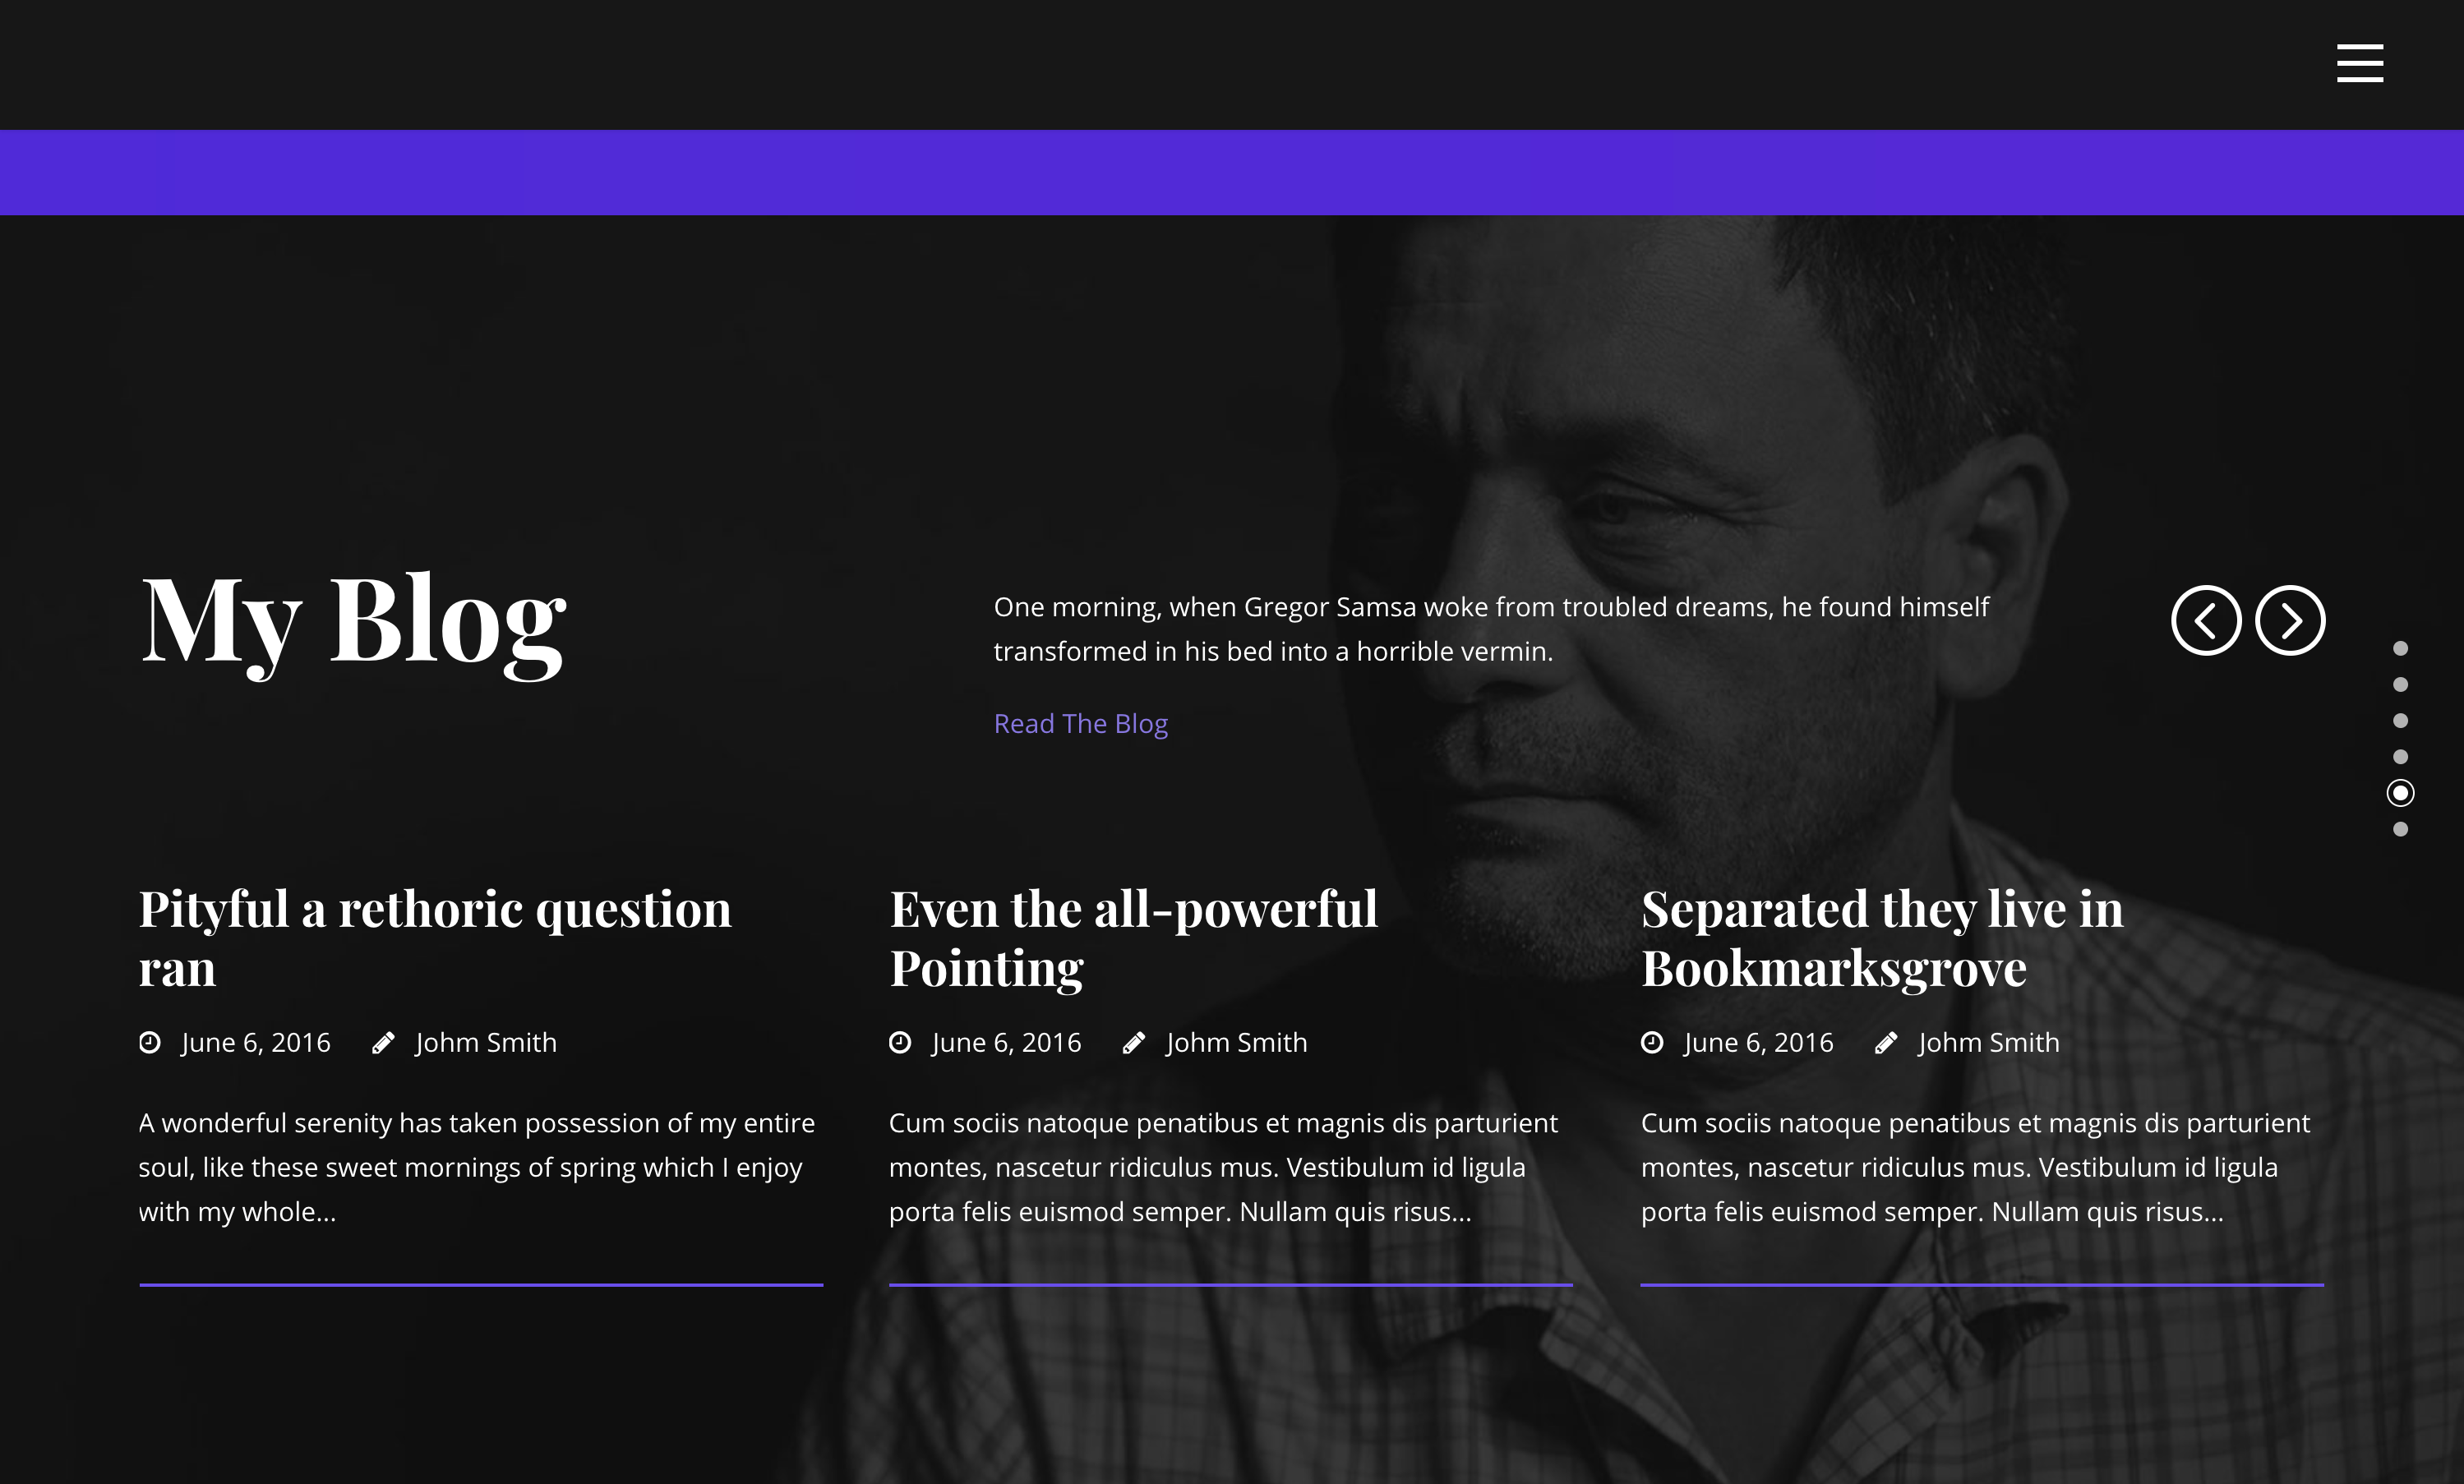 My Blog
One morning, when Gregor Samsa woke from troubled dreams, he found himself
transformed in his bed into a horrible vermin.
Read The Blog
Pityful a rethoric question
ran
June 6, 2016 Johm Smith
A wonderful serenity has taken possession of my entire
soul, like these sweet mornings of spring which I enjoy
with my whole...
Even the all-powerful
Pointing
June 6, 2016 Johm Smith
Cum sociis natoque penatibus et magnis dis parturient
montes, nascetur ridiculus mus. Vestibulum id ligula
porta felis euismod semper. Nullam quis risus...
Separated they live in
Bookmarksgrove
June 6, 2016 Johm Smith
Cum sociis natoque penatibus et magnis dis parturient
montes, nascetur ridiculus mus. Vestibulum id ligula
porta felis euismod semper. Nullam quis risus...